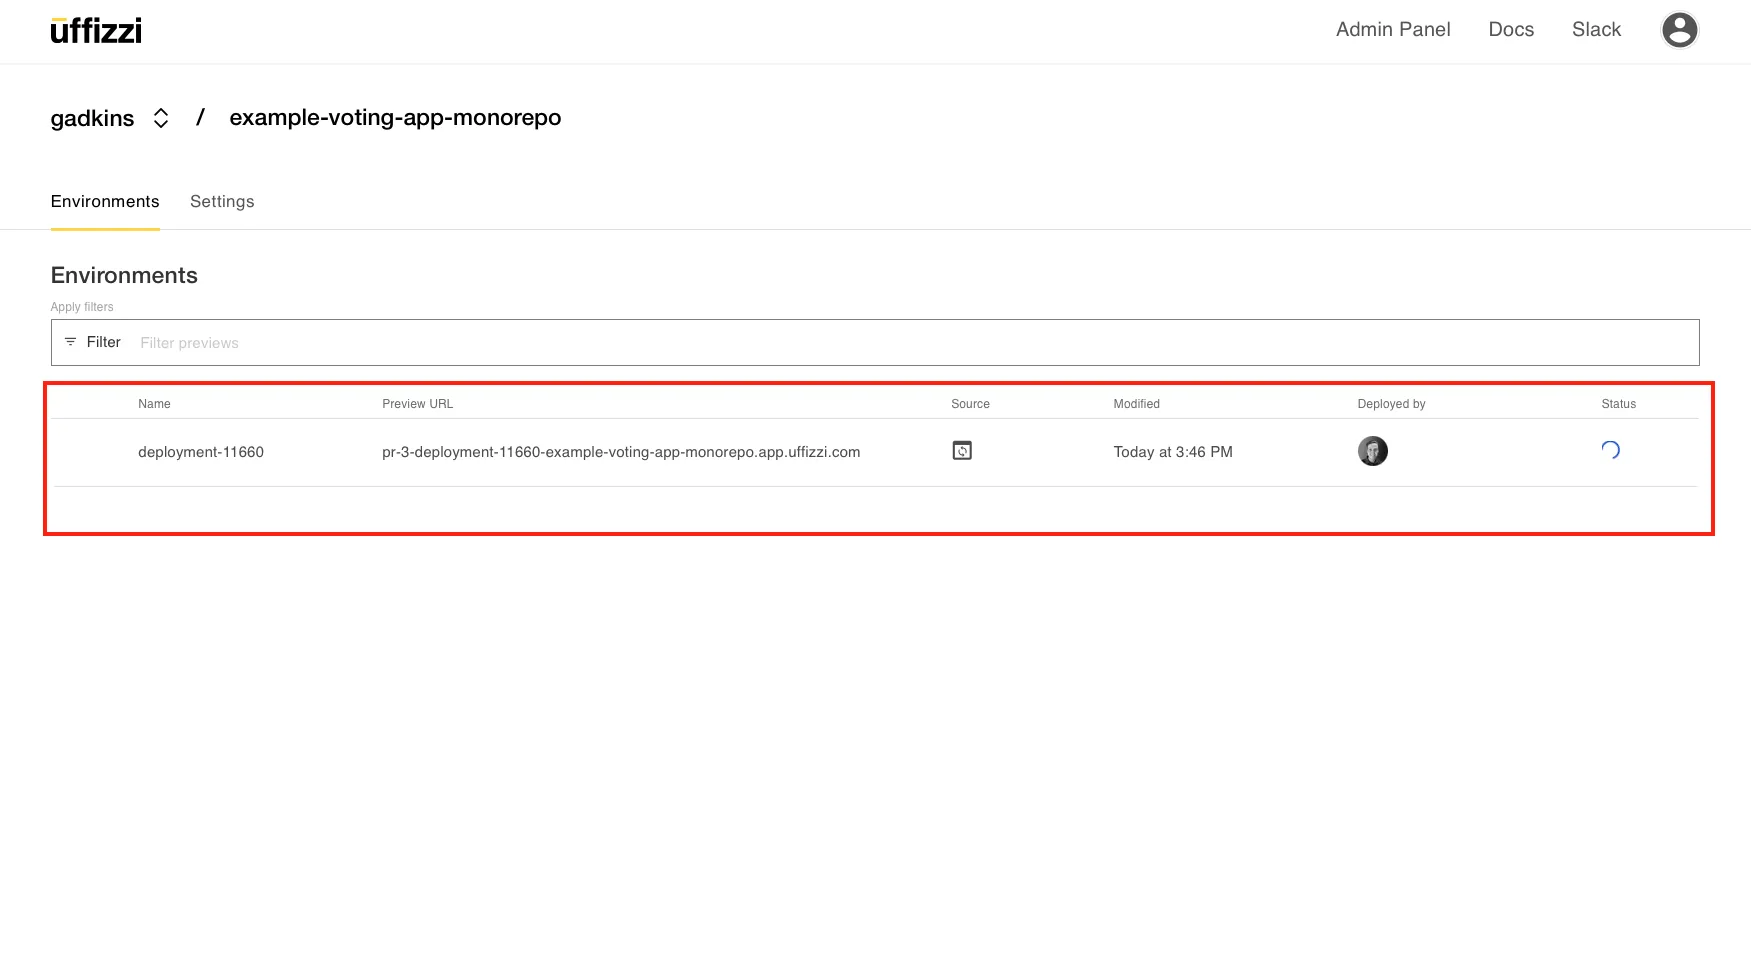 uffizzi
Admin Panel Docs Slack
gadkins / example-voting-app-monorepo
Environments Settings
Environments
Apply filters
Filter Filter previews
Name Preview URL Source Modified Deployed by Status
deployment-11660 pr-3-deployment-11660-example-voting-app-monorepo.app.uffizzi.com Today at 3:46 PM